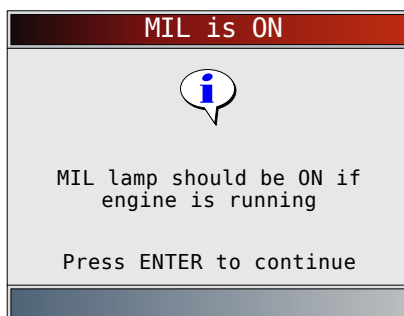 MIL is ON
i
MIL lamp should be ON if
engine is running
Press ENTER to continue